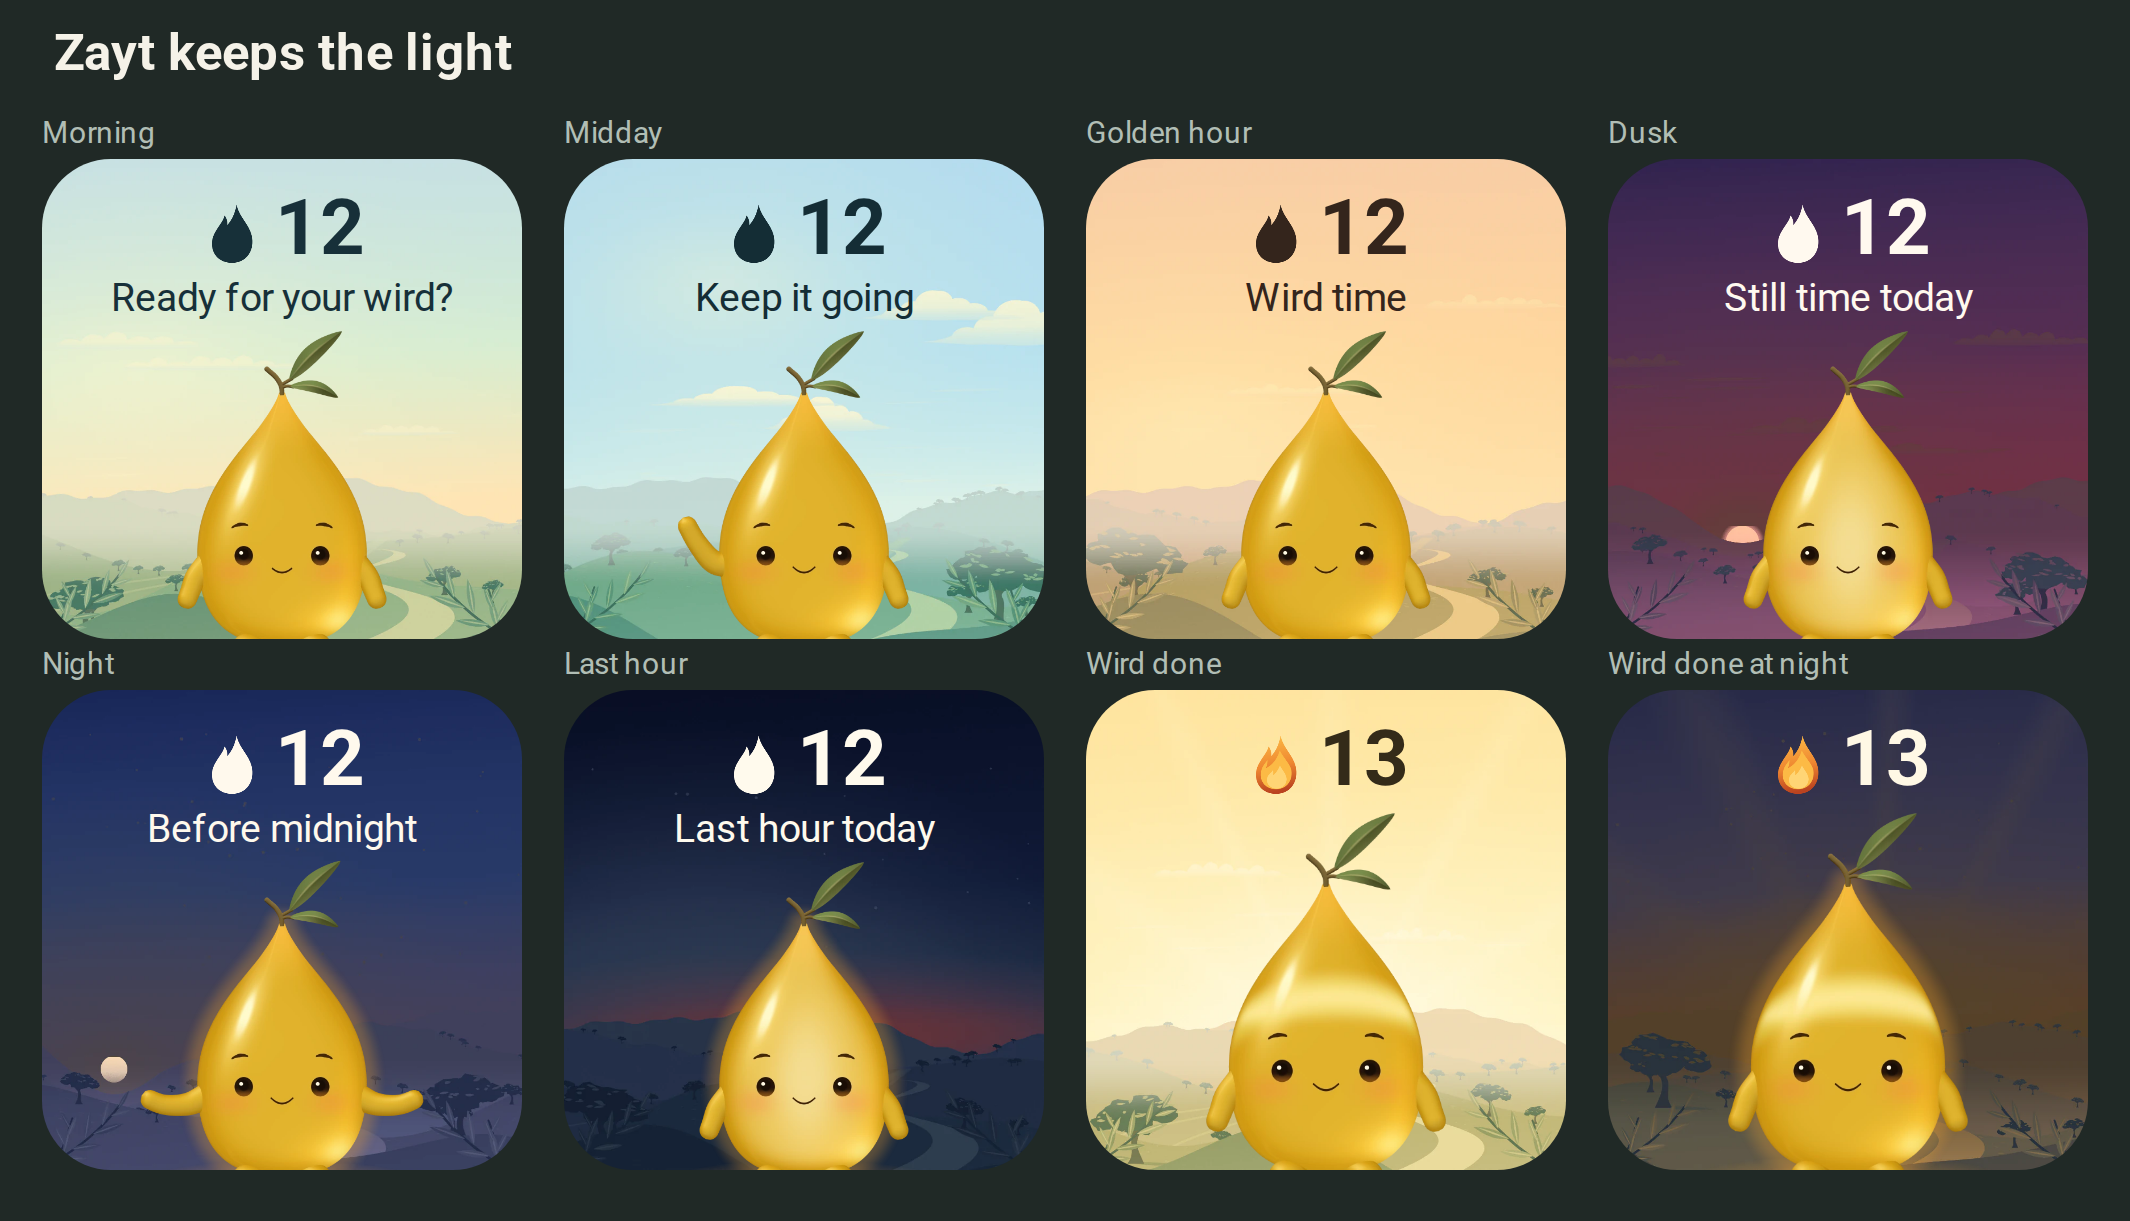 Zayt keeps the light
Morning
12
Ready for your wird?
Midday
12
Keep it going
Golden hour
12
Wird time
Dusk
12
Still time today
Night
12
Before midnight
Last hour
12
Last hour today
Wird done
13
Wird done at night
13